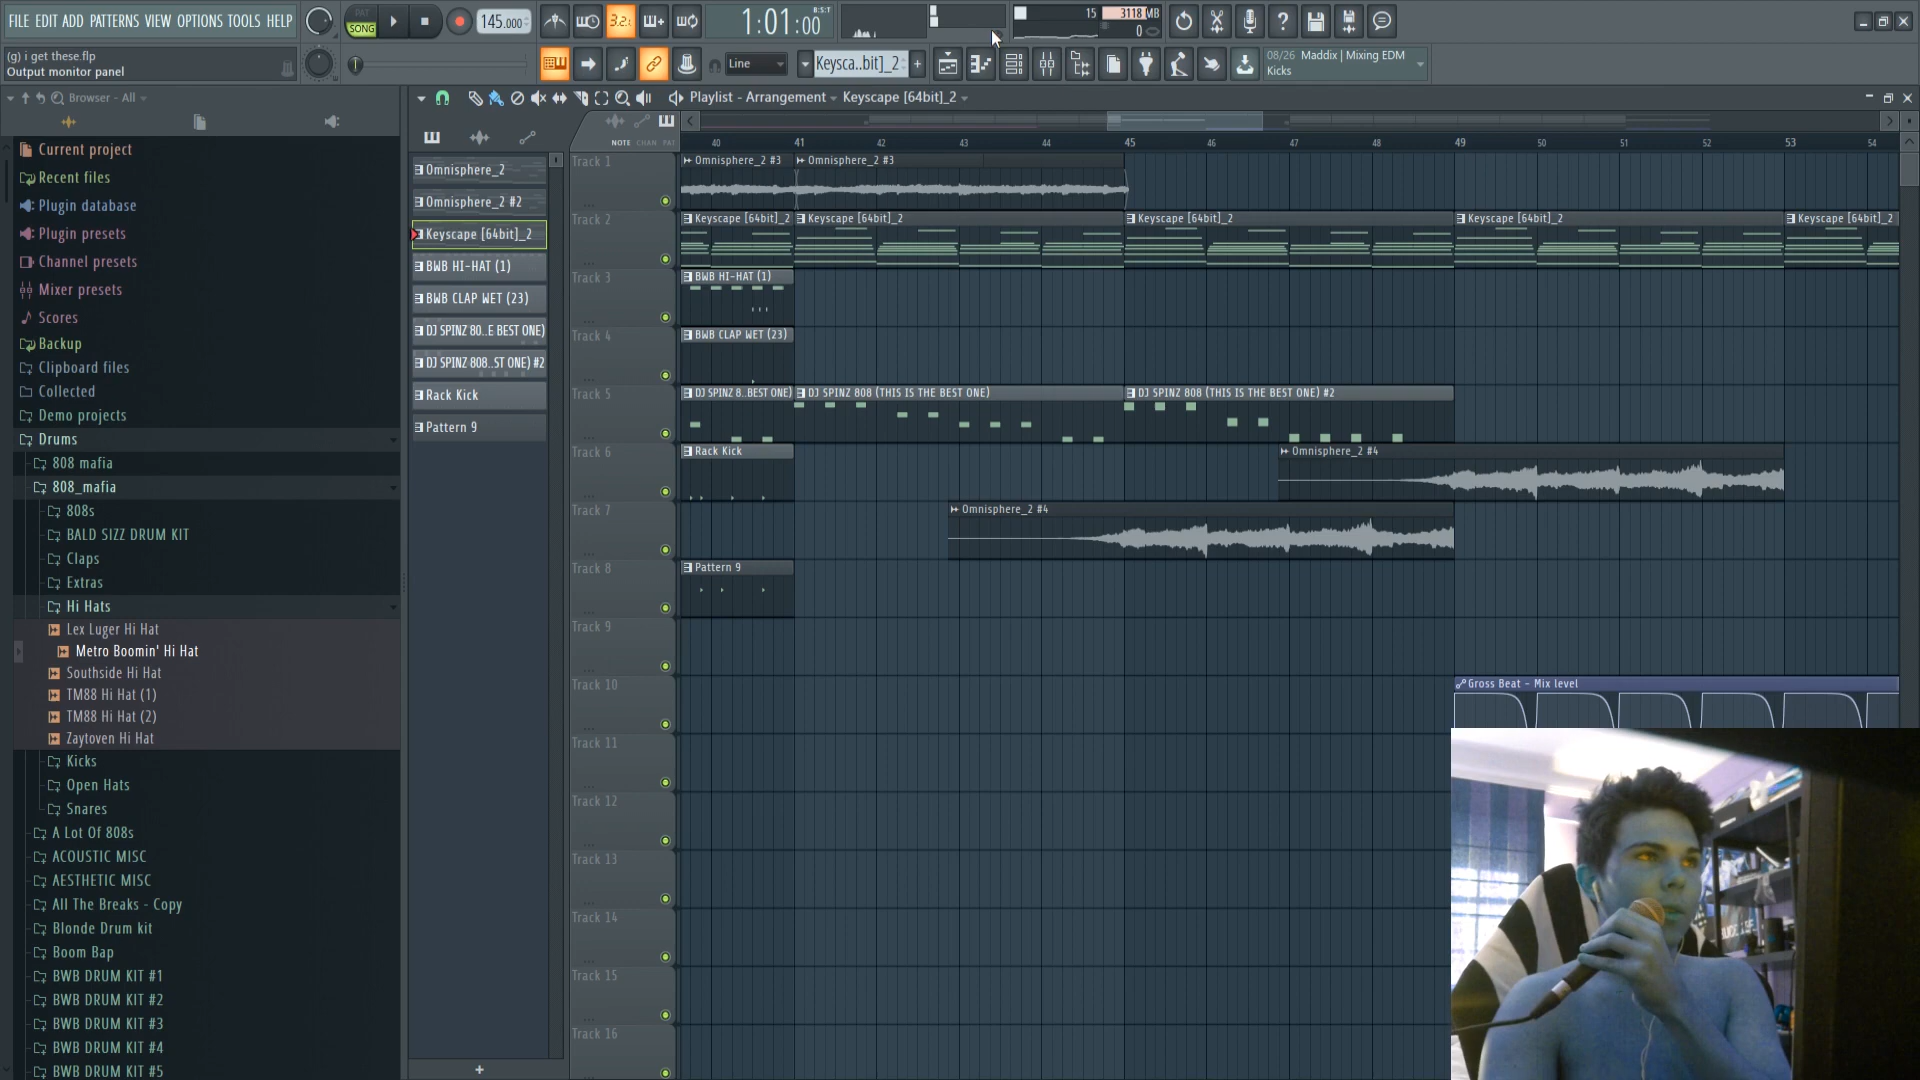 FILE EDIT ADD PATTERNS VIEW OPTIONS TOOLS HELP
PAT
SONG
145.000
3.2.
1:01:00
B:S:T
15
3118 MB
0
(g) i get these.flp
Output monitor panel
Line
Keysca..bit]_2
08/26 Maddix | Mixing EDM
Kicks
Browser - All
Playlist - Arrangement
Keyscape [64bit]_2
NOTE CHAN PAT
40 41 42 43 44 45 46 47 48 49 50 51 52 53 54
Current project
Recent files
Plugin database
Plugin presets
Channel presets
Mixer presets
Scores
Backup
Clipboard files
Collected
Demo projects
Drums
808 mafia
808_mafia
808s
BALD SIZZ DRUM KIT
Claps
Extras
Hi Hats
Lex Luger Hi Hat
Metro Boomin' Hi Hat
Southside Hi Hat
TM88 Hi Hat (1)
TM88 Hi Hat (2)
Zaytoven Hi Hat
Kicks
Open Hats
Snares
A Lot Of 808s
ACOUSTIC MISC
AESTHETIC MISC
All The Breaks - Copy
Blonde Drum kit
Boom Bap
BWB DRUM KIT #1
BWB DRUM KIT #2
BWB DRUM KIT #3
BWB DRUM KIT #4
BWB DRUM KIT #5
Omnisphere_2
Omnisphere_2 #2
Keyscape [64bit]_2
BWB HI-HAT (1)
BWB CLAP WET (23)
DJ SPINZ 80..E BEST ONE)
DJ SPINZ 808..ST ONE) #2
Rack Kick
Pattern 9
Track 1
Omnisphere_2 #3
Omnisphere_2 #3
Track 2
Keyscape [64bit]_2
Keyscape [64bit]_2
Keyscape [64bit]_2
Keyscape [64bit]_2
Keyscape [64bit]_2
Track 3
BWB HI-HAT (1)
Track 4
BWB CLAP WET (23)
Track 5
DJ SPINZ 8..BEST ONE)
DJ SPINZ 808 (THIS IS THE BEST ONE)
DJ SPINZ 808 (THIS IS THE BEST ONE) #2
Track 6
Rack Kick
Omnisphere_2 #4
Track 7
Omnisphere_2 #4
Track 8
Pattern 9
Track 9
Track 10
Gross Beat - Mix level
Track 11
Track 12
Track 13
Track 14
Track 15
Track 16